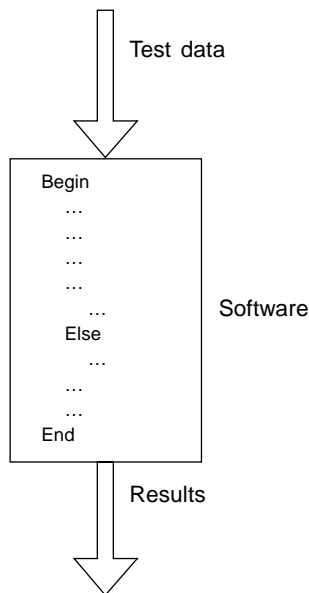 Test data
Begin
…
…
…
…
…
Else
…
…
…
End
Software
Results